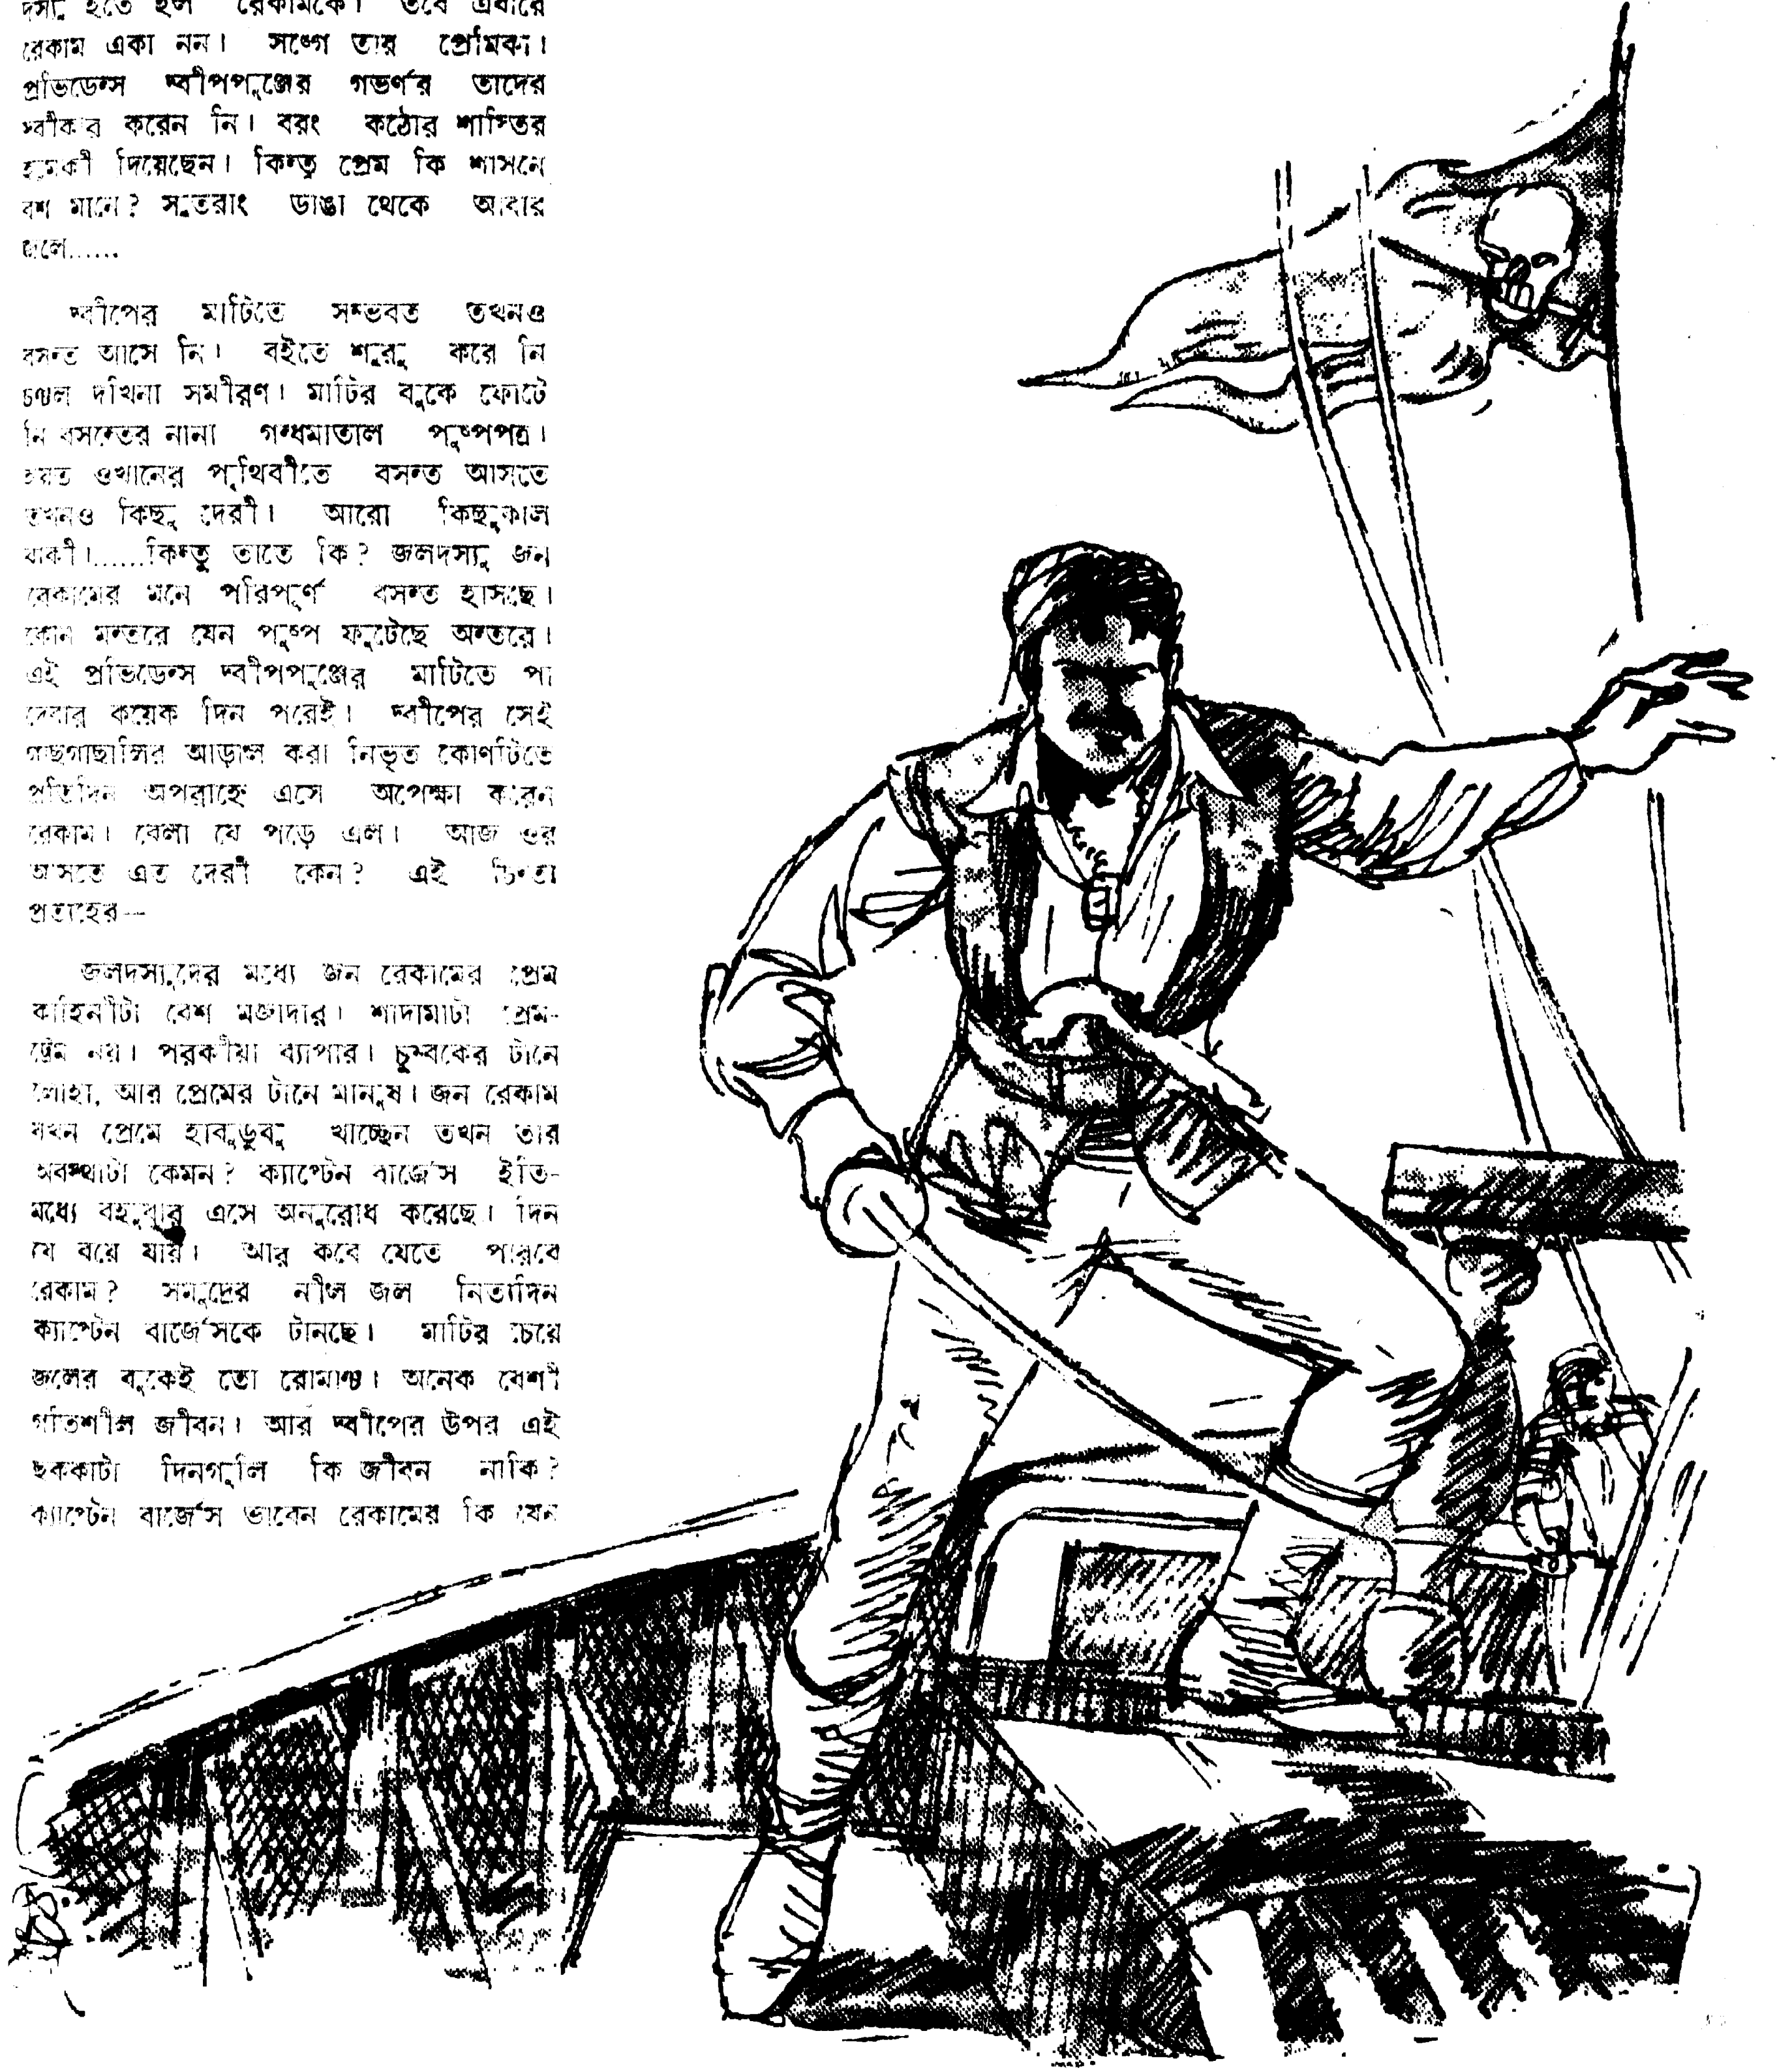 দস্যু হতে হল রেকামকে। তবে এবারে
রেকাম একা নন। সঙ্গে তার প্রেমিকা।
প্রভিডেন্স দ্বীপপুঞ্জের গভর্ণর তাদের
স্বীকার করেন নি। বরং কঠোর শাস্তির
হুমকী দিয়েছেন। কিন্তু প্রেম কি শাসনে
বশ মানে? সুতরাং ডাঙা থেকে আবার
জলে......
দ্বীপের মাটিতে সম্ভবত তখনও
বসন্ত আসে নি। বইতে শুরু করে নি
চঞ্চল দখিনা সমীরণ। মাটির বুকে ফোটে
নি বসন্তের নানা গন্ধমাতাল পুষ্পপত্র।
হয়ত ওখানের পৃথিবীতে বসন্ত আসতে
তখনও কিছু দেরী। আরো কিছুকাল
বাকী।......কিন্তু তাতে কি? জলদস্যু জন
রেকামের মনে পরিপূর্ণ বসন্ত হাসছে।
কোন মন্তরে যেন পুষ্প ফুটেছে অন্তরে।
এই প্রভিডেন্স দ্বীপপুঞ্জের মাটিতে পা
দেবার কয়েক দিন পরেই। দ্বীপের সেই
গাছগাছালির আড়াল করা নিভৃত কোণটিতে
প্রতিদিন অপরাহ্নে এসে অপেক্ষা করেন
রেকাম। বেলা যে পড়ে এল। আজ ওর
আসতে এত দেরী কেন? এই চিন্তা
প্রত্যহের—
জলদস্যুদের মধ্যে জন রেকামের প্রেম
কাহিনীটা বেশ মজাদার। শাদামাটা প্রেম-
ট্রেম নয়। পরকীয়া ব্যাপার। চুম্বকের টানে
লোহা, আর প্রেমের টানে মানুষ। জন রেকাম
যখন প্রেমে হাবুডুবু খাচ্ছেন তখন তার
অবস্থাটা কেমন? ক্যাপ্টেন বার্জেস ইতি-
মধ্যে বহুবার এসে অনুরোধ করেছে। দিন
যে বয়ে যায়। আর কবে যেতে পারবে
রেকাম? সমুদ্রের নীল জল নিত্যদিন
ক্যাপ্টেন বার্জেসকে টানছে। মাটির চেয়ে
জলের বুকেই তো রোমাঞ্চ। অনেক বেশী
গতিশীল জীবন। আর দ্বীপের উপর এই
ছককাটা দিনগুলি কি জীবন নাকি?
ক্যাপ্টেন বার্জেস ভাবেন রেকামের কি যেন